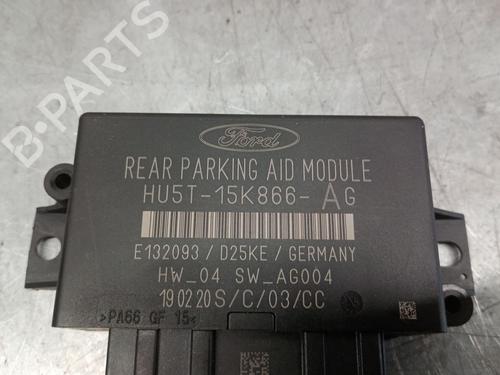 B-PARTS
Ford
REAR PARKING AID MODULE
HU5T-15K866-AG
E132093 / D25KE / GERMANY
HW_04 SW_AG004
190220S/C/03/CC
>PA66 GF 15<